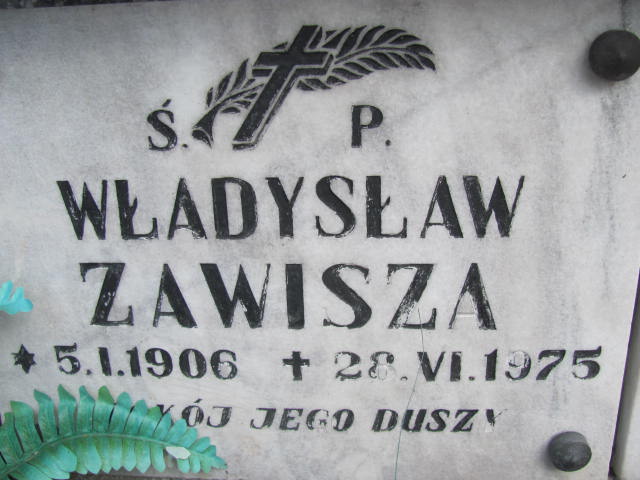 Ś. P.
WŁADYSŁAW
ZAWISZA
* 5.I.1906 + 28.VI.1975
JEGO DUSZY